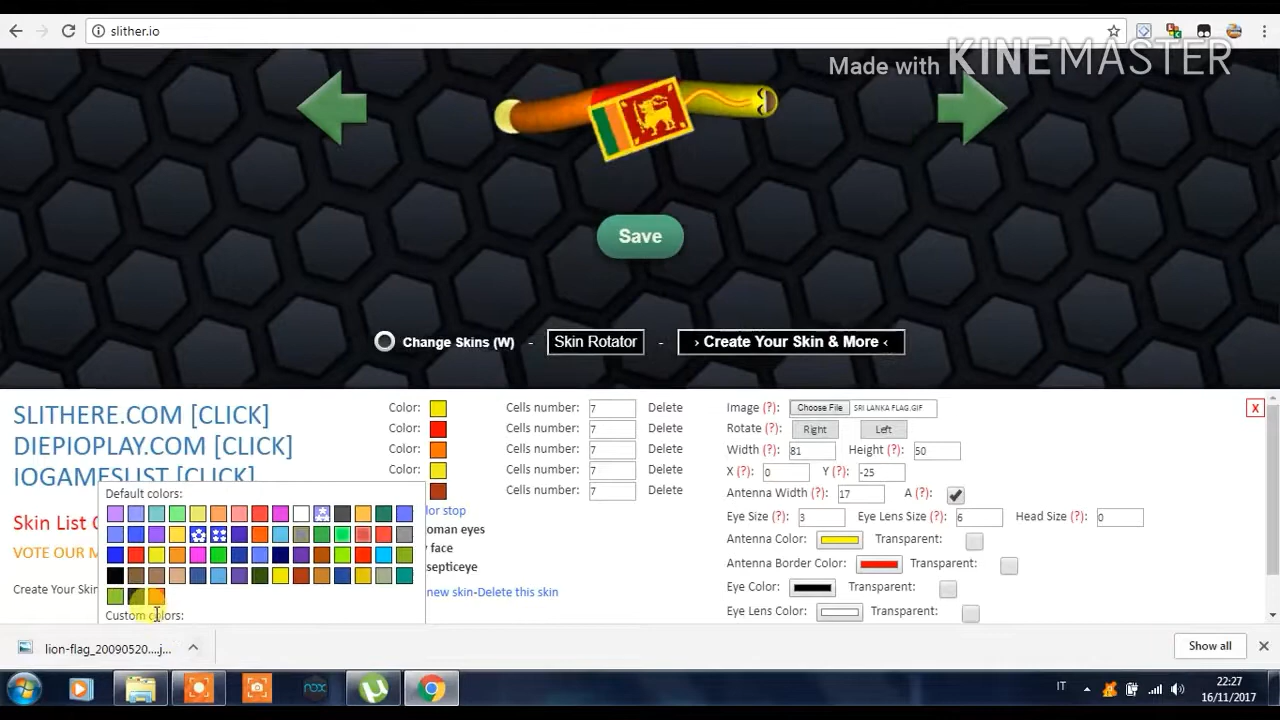 slither.io
Made with KINEMASTER
Save
Change Skins (W) - Skin Rotator - › Create Your Skin & More ‹
SLITHERE.COM [CLICK]
DIEPIOPLAY.COM [CLICK]
IOGAMESLIST [CLICK]
Skin List
VOTE OUR
Create Your Skin
Default colors:
Custom colors:
Color: Cells number: 7 Delete
Color: Cells number: 7 Delete
Color: Cells number: 7 Delete
Color: Cells number: 7 Delete
Cells number: 7 Delete
stop
eyes
face
septiceye
new skin-Delete this skin
X
Image (?): Choose File SRI LANKA FLAG.GIF
Rotate (?): Right Left
Width (?): 81 Height (?): 50
X (?): 0 Y (?): -25
Antenna Width (?): 17 A (?):
Eye Size (?): 3 Eye Lens Size (?): 6 Head Size (?): 0
Antenna Color: Transparent:
Antenna Border Color: Transparent:
Eye Color: Transparent:
Eye Lens Color: Transparent:
lion-flag_20090520....j...
Show all
nox
IT
22:27
16/11/2017